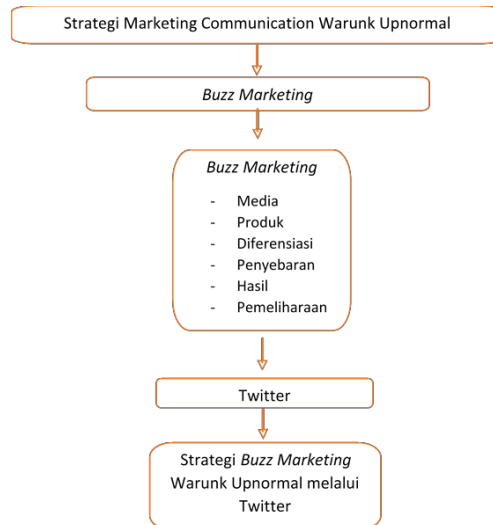 Strategi Marketing Communication Warunk Upnormal
Buzz Marketing
Buzz Marketing
- Media
- Produk
- Diferensiasi
- Penyebaran
- Hasil
- Pemeliharaan
Twitter
Strategi Buzz Marketing
Warunk Upnormal melalui
Twitter